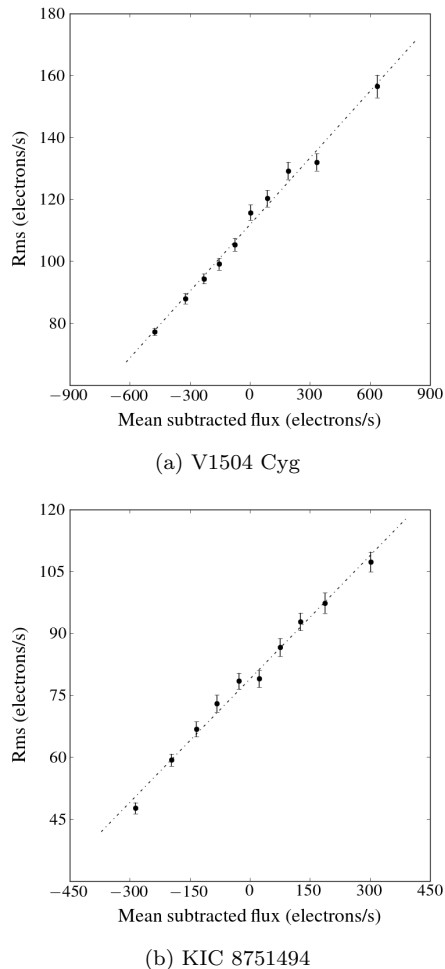 180
160
140
120
100
80
Rms (electrons/s)
−900 −600 −300 0 300 600 900
Mean subtracted flux (electrons/s)
(a) V1504 Cyg
120
105
90
75
60
45
Rms (electrons/s)
−450 −300 −150 0 150 300 450
Mean subtracted flux (electrons/s)
(b) KIC 8751494